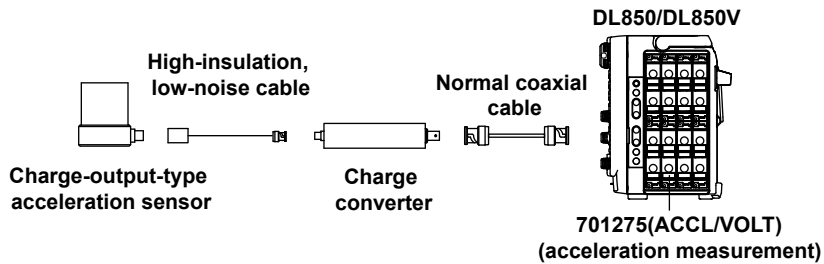 DL850/DL850V
High-insulation,
low-noise cable
Normal coaxial
cable
Charge-output-type
acceleration sensor
Charge
converter
701275(ACCL/VOLT)
(acceleration measurement)